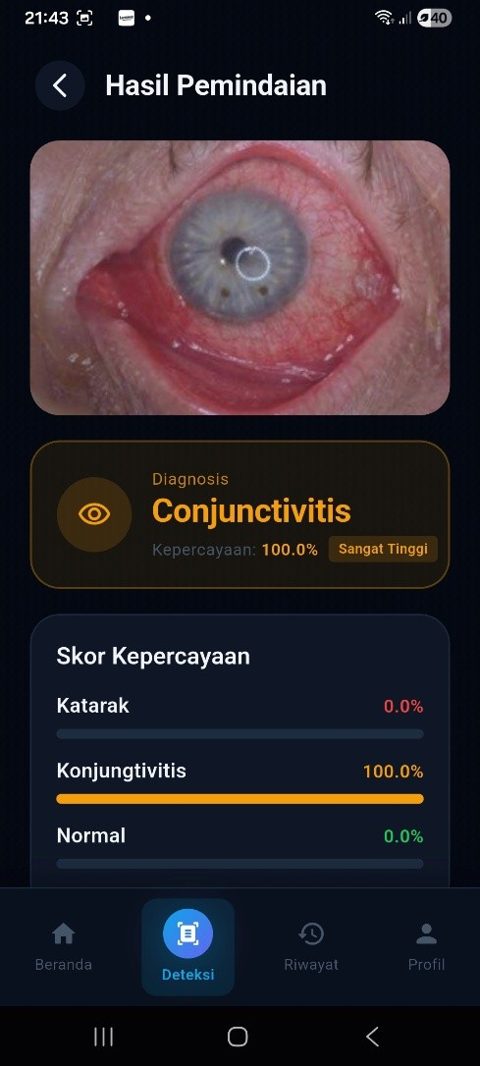 21:43
40
Hasil Pemindaian
Diagnosis
Conjunctivitis
Kepercayaan: 100.0% Sangat Tinggi
Skor Kepercayaan
Katarak 0.0%
Konjungtivitis 100.0%
Normal 0.0%
Beranda Deteksi Riwayat Profil